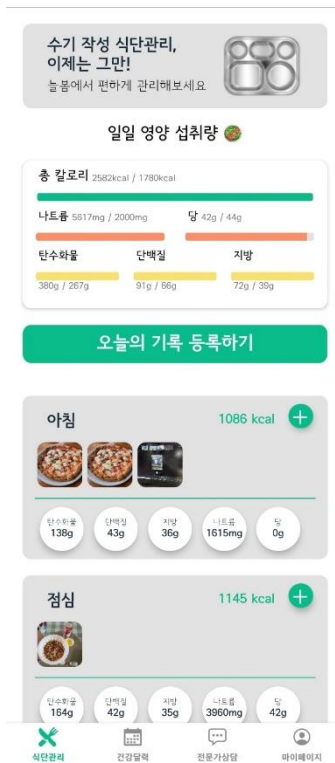 수기 작성 식단관리,
이제는 그만!
늘봄에서 편하게 관리해보세요
일일 영양 섭취량
총 칼로리 2582kcal / 1780kcal
나트륨 5617mg / 2000mg 당 42g / 44g
탄수화물 단백질 지방
380g / 267g 91g / 66g 72g / 39g
오늘의 기록 등록하기
아침 1086 kcal
탄수화물 단백질 지방 나트륨 당
138g 43g 36g 1615mg 0g
점심 1145 kcal
탄수화물 단백질 지방 나트륨 당
164g 42g 35g 3960mg 42g
식단관리 건강달력 전문가상담 마이페이지